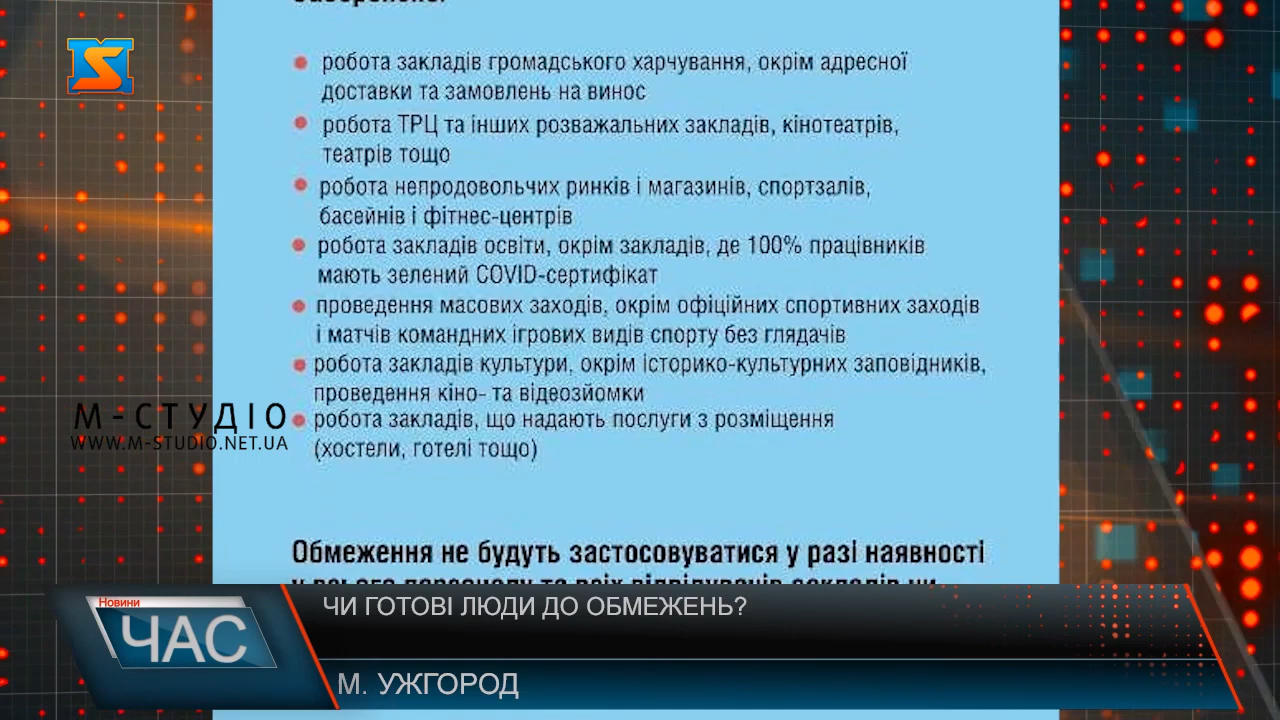 робота закладів громадського харчування, окрім адресної
доставки та замовлень на винос
робота ТРЦ та інших розважальних закладів, кінотеатрів,
театрів тощо
робота непродовольчих ринків і магазинів, спортзалів,
басейнів і фітнес-центрів
робота закладів освіти, окрім закладів, де 100% працівників
мають зелений COVID-сертифікат
проведення масових заходів, окрім офіційних спортивних заходів
і матчів командних ігрових видів спорту без глядачів
робота закладів культури, окрім історико-культурних заповідників,
проведення кіно- та відеозйомки
робота закладів, що надають послуги з розміщення
(хостели, готелі тощо)
М-СТУДІО
WWW.M-STUDIO.NET.UA
Обмеження не будуть застосовуватися у разі наявності
Новини
ЧАС
ЧИ ГОТОВІ ЛЮДИ ДО ОБМЕЖЕНЬ?
М. УЖГОРОД